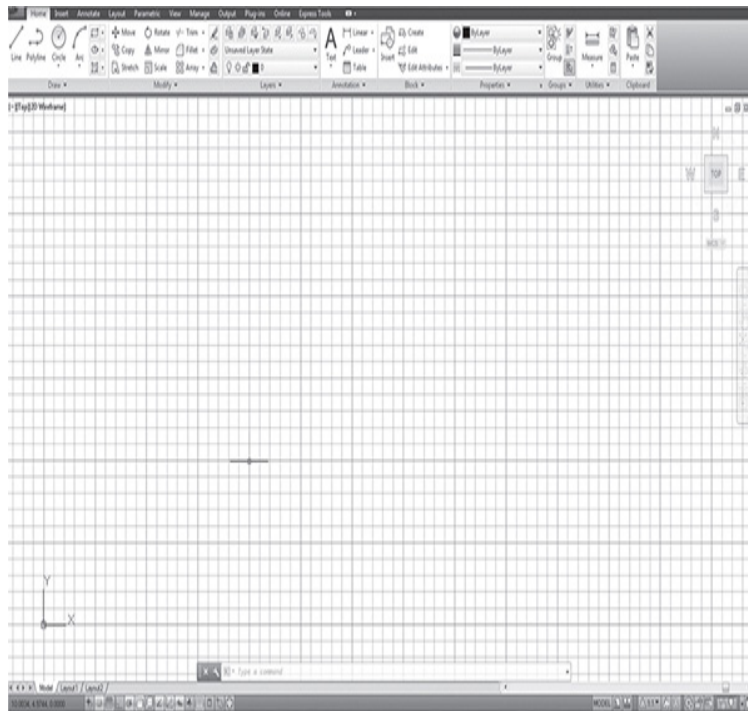 Home Insert Annotate Layout Parametric View Manage Output Plug-ins Online Express Tools
Move Rotate Trim Linear Create ByLayer
Line Polyline Circle Arc Copy Mirror Fillet Unsaved Layer State Text Leader Insert Edit ByLayer Group Measure Paste
Stretch Scale Array 0 Table Edit Attributes ByLayer
Draw Modify Layers Annotation Block Properties Groups Utilities Clipboard
[-][Top][2D Wireframe]
TOP
Y
X
Type a command
Model Layout1 Layout2
MODEL